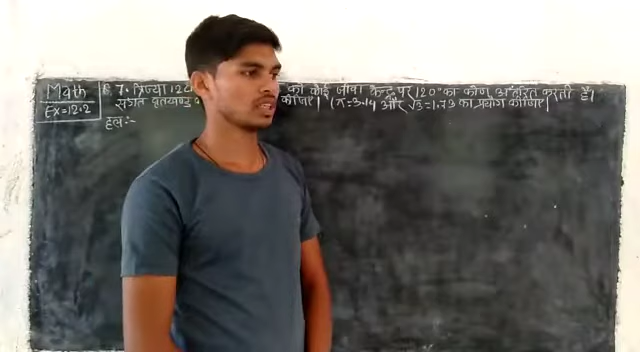 Math
Ex=12.2
7. त्रिज्या 12 की कोई जीवा केन्द्र पर 120° का कोण अंतरित करती है।
संगत वृतखण्ड कीजिए। (π=3.14 और √3=1.73 का प्रयोग कीजिए)
हल:-